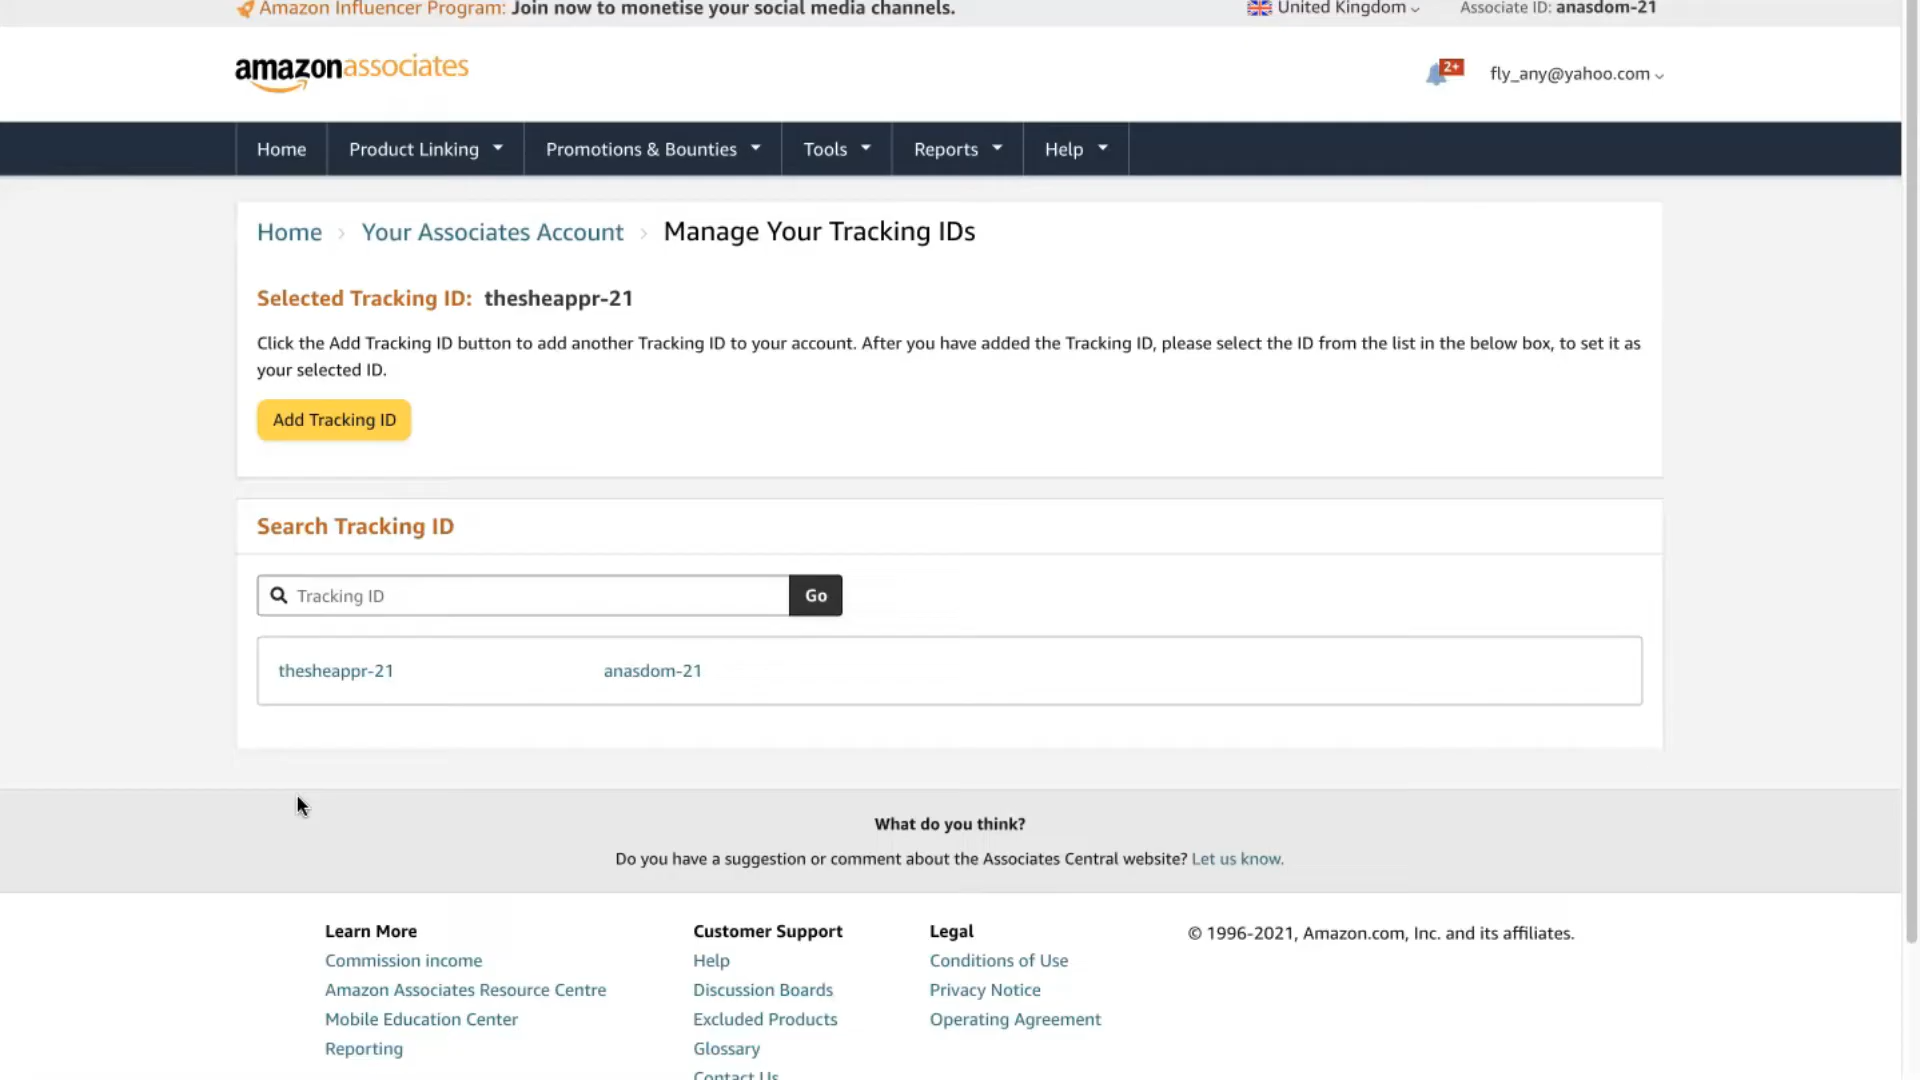 Amazon Influencer Program: Join now to monetise your social media channels.
United Kingdom
Associate ID: anasdom-21
amazonassociates
2+
fly_any@yahoo.com
Home
Product Linking
Promotions & Bounties
Tools
Reports
Help
Home › Your Associates Account › Manage Your Tracking IDs
Selected Tracking ID: thesheappr-21
Click the Add Tracking ID button to add another Tracking ID to your account. After you have added the Tracking ID, please select the ID from the list in the below box, to set it as
your selected ID.
Add Tracking ID
Search Tracking ID
Tracking ID
Go
thesheappr-21
anasdom-21
What do you think?
Do you have a suggestion or comment about the Associates Central website? Let us know.
Learn More
Commission income
Amazon Associates Resource Centre
Mobile Education Center
Reporting
Customer Support
Help
Discussion Boards
Excluded Products
Glossary
Contact Us
Legal
Conditions of Use
Privacy Notice
Operating Agreement
© 1996-2021, Amazon.com, Inc. and its affiliates.